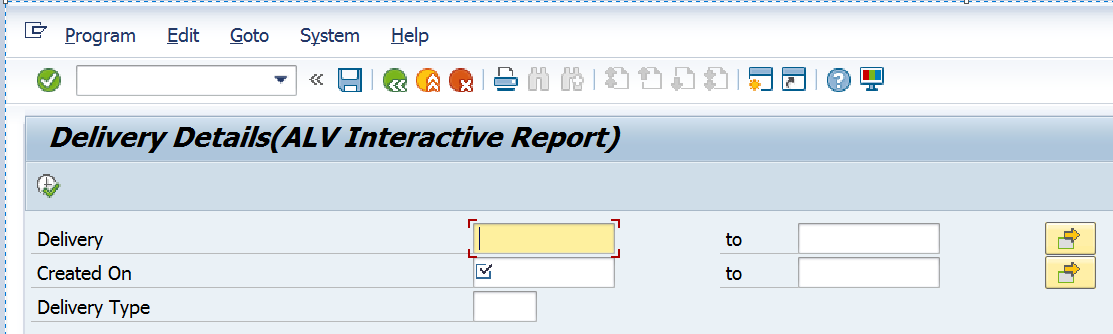 Program Edit Goto System Help
Delivery Details(ALV Interactive Report)
Delivery to
Created On to
Delivery Type